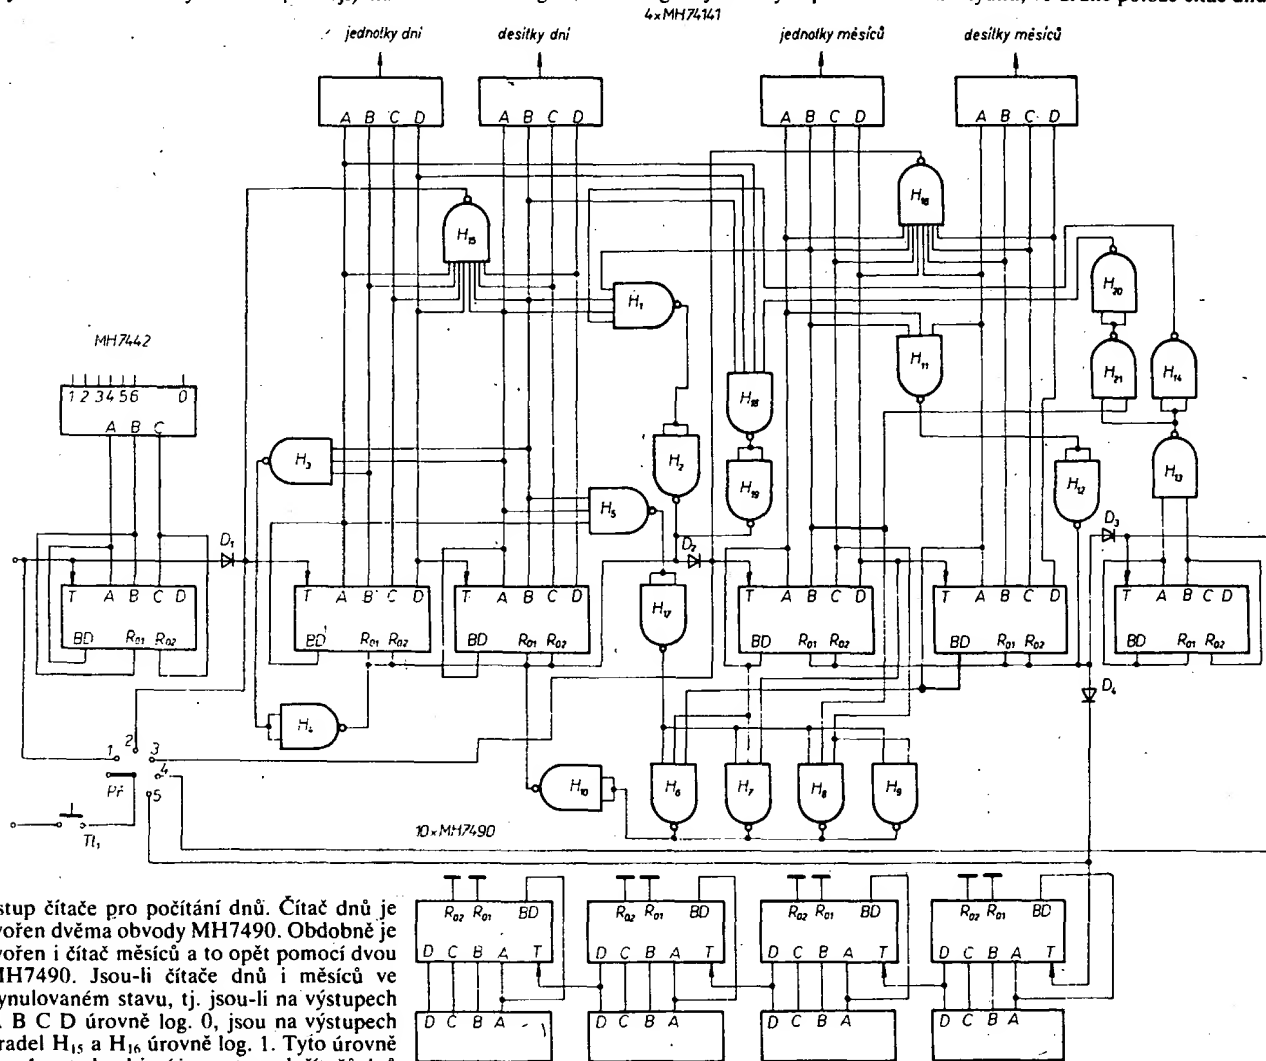 4xMH74141
jednotky dní
desítky dní
jednotky měsíců
desítky měsíců
A B C D
A B C D
A B C D
A B C D
H15
H16
H1
H20
H11
H21
H14
MH7442
1 2 3 4 5 6 0
A B C
H18
H3
H2
H19
H12
H13
H5
D1
D2
D3
T A B C D
BD R01 R02
T A B C D
BD R01 R02
T A B C D
BD R01 R02
H17
T A B C D
BD R01 R02
T A B C D
BD R01 R02
T A B C D
BD R01 R02
D4
H4
1 2 3 4 5
Př
Tl1
H10
H6
H7
H8
H9
10xMH7490
R02 R01 BD
D C B A T
R02 R01 BD
D C B A T
R02 R01 BD
D C B A T
R02 R01 BD
D C B A T
D C B A
D C B A
D C B A
D C B A
stup čítače pro počítání dnů. Čítač dnů je
vořen dvěma obvody MH7490. Obdobně je
vořen i čítač měsíců a to opět pomocí dvou
MH7490. Jsou-li čítače dnů i měsíců ve
ynulovaném stavu, tj. jsou-li na výstupech
B C D úrovně log. 0, jsou na výstupech
radel H15 a H16 úrovně log. 1. Tyto úrovně